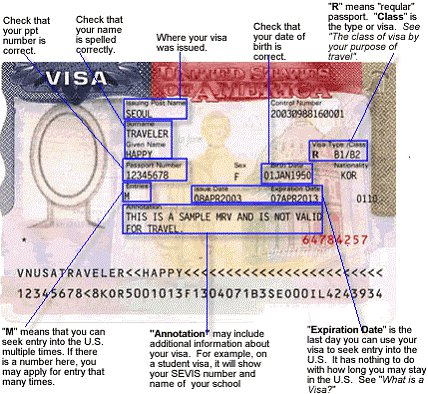 Check that
your ppt
number is
correct.
Check that
your name
is spelled
correctly.
Where your visa
was issued.
Check that
your date of
birth is
correct.
"R" means "regular"
passport. "Class" is
the type or visa. See
"The class of visa by
your purpose of
travel".
VISA
UNITED STATES
OF AMERICA
Issuing Post Name
SEOUL
Control Number
20030988160001
Surname
TRAVELER
Given Name
HAPPY
Visa Type /Class
R B1/B2
Passport Number
12345678
Sex
F
Birth Date
01JAN1950
Nationality
KOR
Entries
M
Issue Date
08APR2003
Expiration Date
07APR2013
0110
Annotation
THIS IS A SAMPLE MRV AND IS NOT VALID
FOR TRAVEL.
*
64784257
VNUSATRAVELER<<HAPPY<<<<<<<<<<<<<<<<<<<<<<<<
12345678<8KOR5001013F1304071B3SE000IL4243934
"M" means that you can
seek entry into the U.S.
multiple times. If there
is a number here, you
may apply for entry that
many times.
"Annotation" may include
additional information about
your visa. For example, on
a student visa, it will show
your SEVIS number and
name of your school
"Expiration Date" is the
last day you can use your
visa to seek entry into the
U.S. It has nothing to do
with how long you may stay
in the U.S. See "What is a
Visa?"